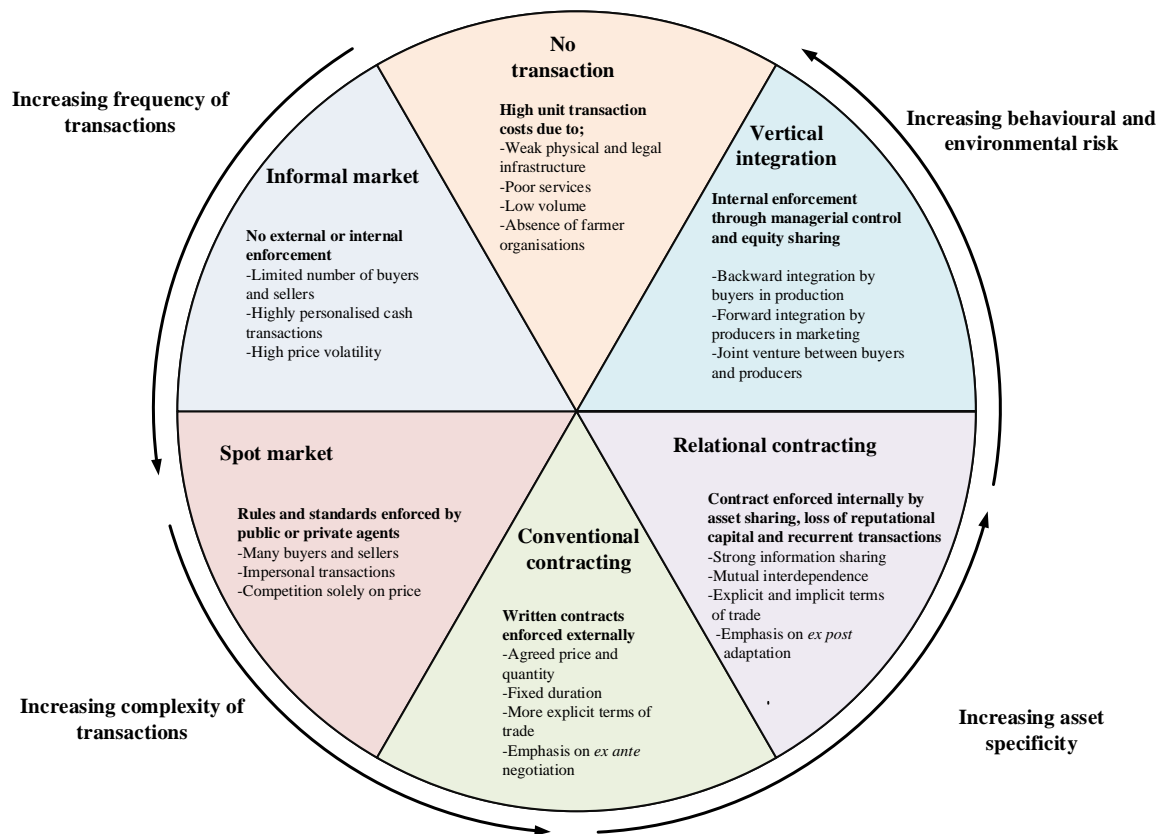 No
transaction
High unit transaction
costs due to;
-Weak physical and legal
infrastructure
-Poor services
-Low volume
-Absence of farmer
organisations
Increasing frequency of
transactions
Informal market
No external or internal
enforcement
-Limited number of buyers
and sellers
-Highly personalised cash
transactions
-High price volatility
Spot market
Rules and standards enforced by
public or private agents
-Many buyers and sellers
-Impersonal transactions
-Competition solely on price
Increasing complexity of
transactions
Conventional
contracting
Written contracts
enforced externally
-Agreed price and
quantity
-Fixed duration
-More explicit terms of
trade
-Emphasis on ex ante
negotiation
Increasing asset
specificity
Relational contracting
Contract enforced internally by
asset sharing, loss of reputational
capital and recurrent transactions
-Strong information sharing
-Mutual interdependence
-Explicit and implicit terms
of trade
-Emphasis on ex post
adaptation
Increasing behavioural and
environmental risk
Vertical
integration
Internal enforcement
through managerial control
and equity sharing
-Backward integration by
buyers in production
-Forward integration by
producers in marketing
-Joint venture between buyers
and producers